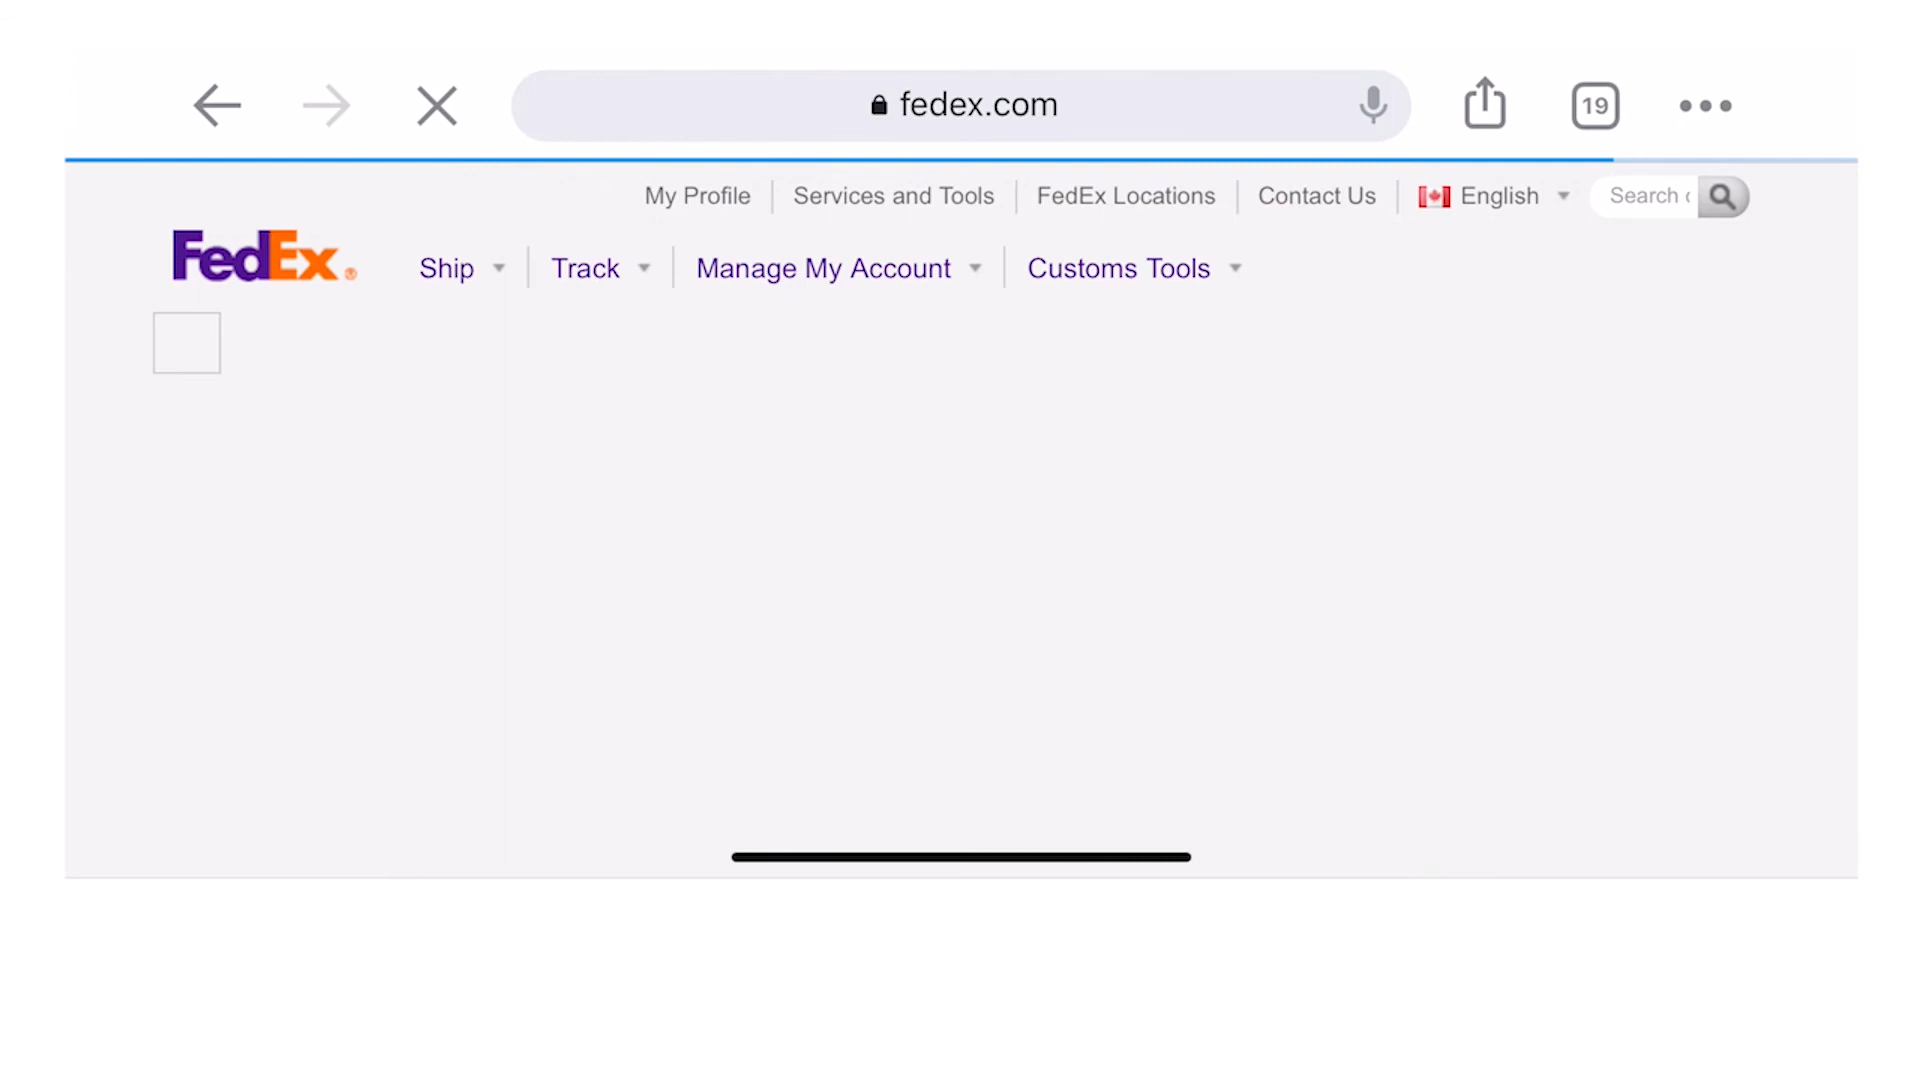 fedex.com
19
My Profile
Services and Tools
FedEx Locations
Contact Us
English
Search
FedEx®
Ship
Track
Manage My Account
Customs Tools